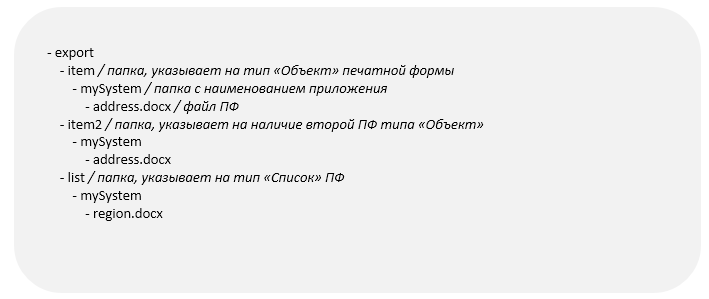 - export
- item / папка, указывает на тип «Объект» печатной формы
- mySystem / папка с наименованием приложения
- address.docx / файл ПФ
- item2 / папка, указывает на наличие второй ПФ типа «Объект»
- mySystem
- address.docx
- list / папка, указывает на тип «Список» ПФ
- mySystem
- region.docx